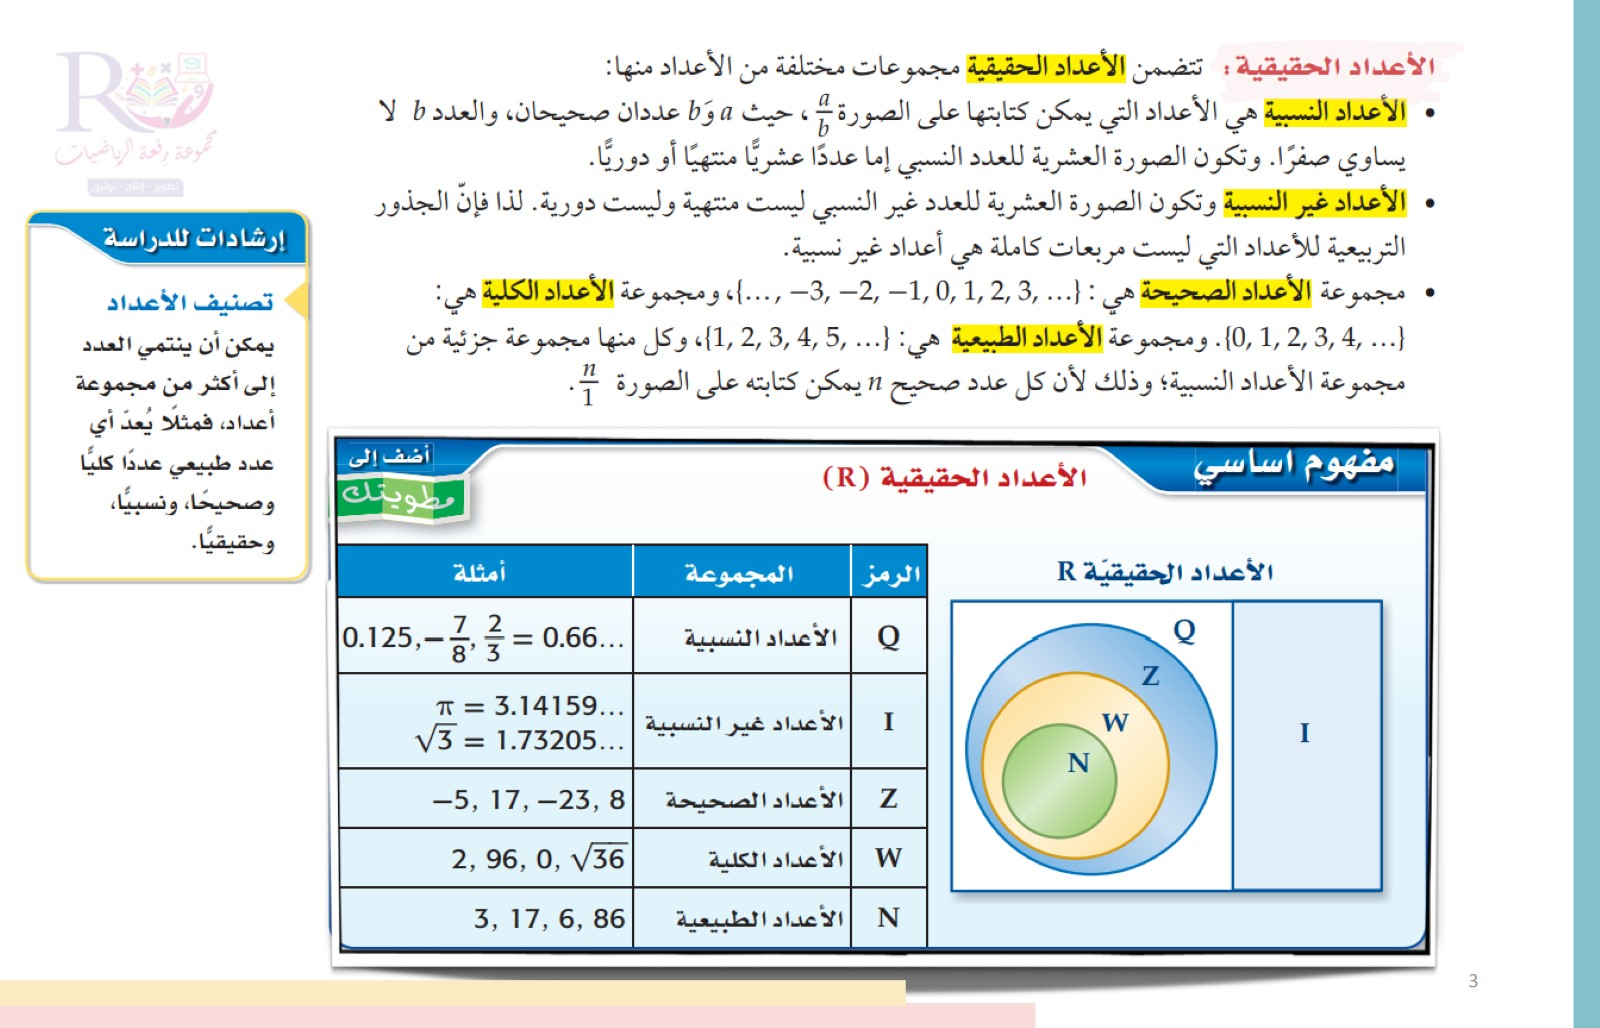 R
مجموعة رفعة الرياضيات
تطوير - إنتاج - توثيق
الأعداد الحقيقية : تتضمن الأعداد الحقيقية مجموعات مختلفة من الأعداد منها:
• الأعداد النسبية هي الأعداد التي يمكن كتابتها على الصورة a/b ، حيث a وَ b عددان صحيحان، والعدد b لا
يساوي صفرًا. وتكون الصورة العشرية للعدد النسبي إما عددًا عشريًّا منتهيًا أو دوريًّا.
• الأعداد غير النسبية وتكون الصورة العشرية للعدد غير النسبي ليست منتهية وليست دورية. لذا فإنّ الجذور
التربيعية للأعداد التي ليست مربعات كاملة هي أعداد غير نسبية.
• مجموعة الأعداد الصحيحة هي : {…, −3, −2, −1, 0, 1, 2, 3, …}، ومجموعة الأعداد الكلية هي:
{0, 1, 2, 3, 4, …}. ومجموعة الأعداد الطبيعية هي: {1, 2, 3, 4, 5, …}، وكل منها مجموعة جزئية من
مجموعة الأعداد النسبية؛ وذلك لأن كل عدد صحيح n يمكن كتابته على الصورة n/1 .
إرشادات للدراسة
تصنيف الأعداد
يمكن أن ينتمي العدد
إلى أكثر من مجموعة
أعداد، فمثلًا يُعدّ أي
عدد طبيعي عددًا كليًّا
وصحيحًا، ونسبيًّا،
وحقيقيًّا.
مفهوم اساسي
الأعداد الحقيقية (R)
أضف إلى
مطويتك
الأعداد الحقيقيّة R
Q
Z
W
N
I
الرمز المجموعة أمثلة
Q الأعداد النسبية 0.125, −7/8, 2/3 = 0.66…
I الأعداد غير النسبية π = 3.14159…
√3 = 1.73205…
Z الأعداد الصحيحة −5, 17, −23, 8
W الأعداد الكلية 2, 96, 0, √36
N الأعداد الطبيعية 3, 17, 6, 86
3